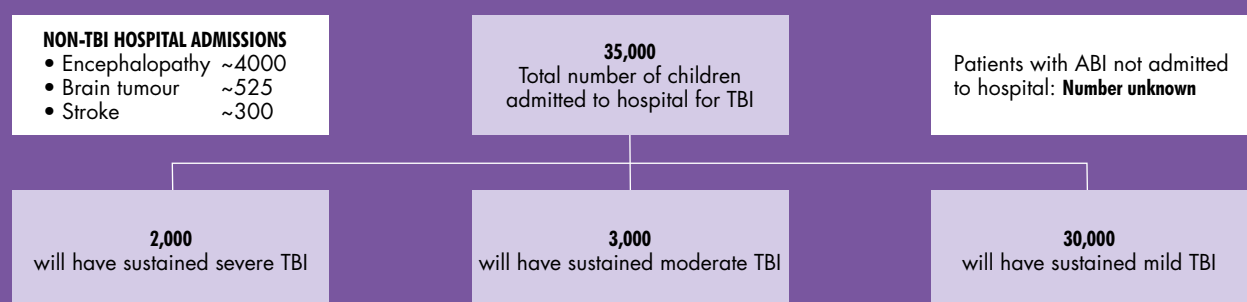 NON-TBI HOSPITAL ADMISSIONS
• Encephalopathy ~4000
• Brain tumour ~525
• Stroke ~300
35,000
Total number of children
admitted to hospital for TBI
Patients with ABI not admitted
to hospital: Number unknown
2,000
will have sustained severe TBI
3,000
will have sustained moderate TBI
30,000
will have sustained mild TBI